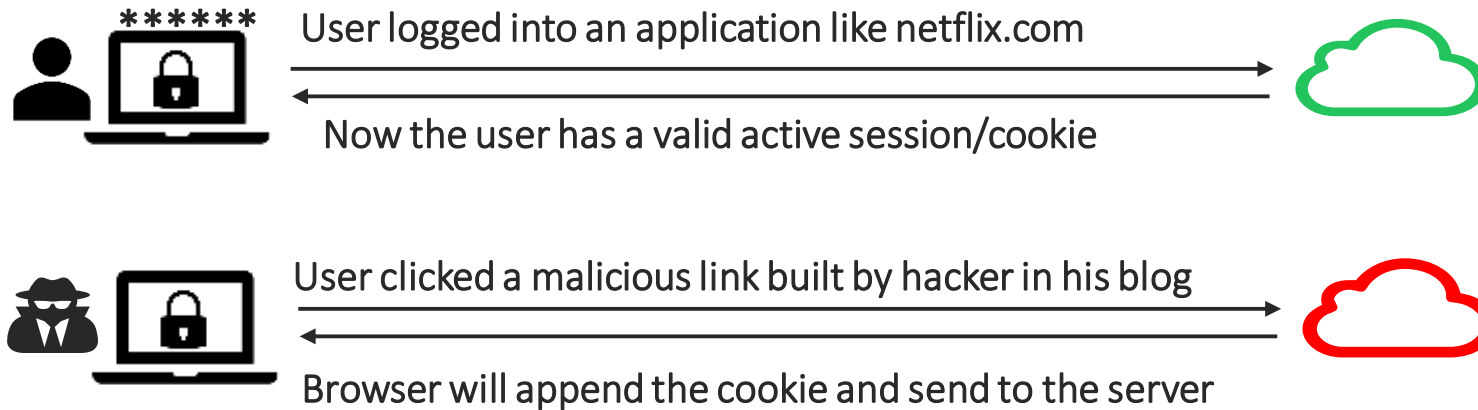 ******
User logged into an application like netflix.com
Now the user has a valid active session/cookie
User clicked a malicious link built by hacker in his blog
Browser will append the cookie and send to the server